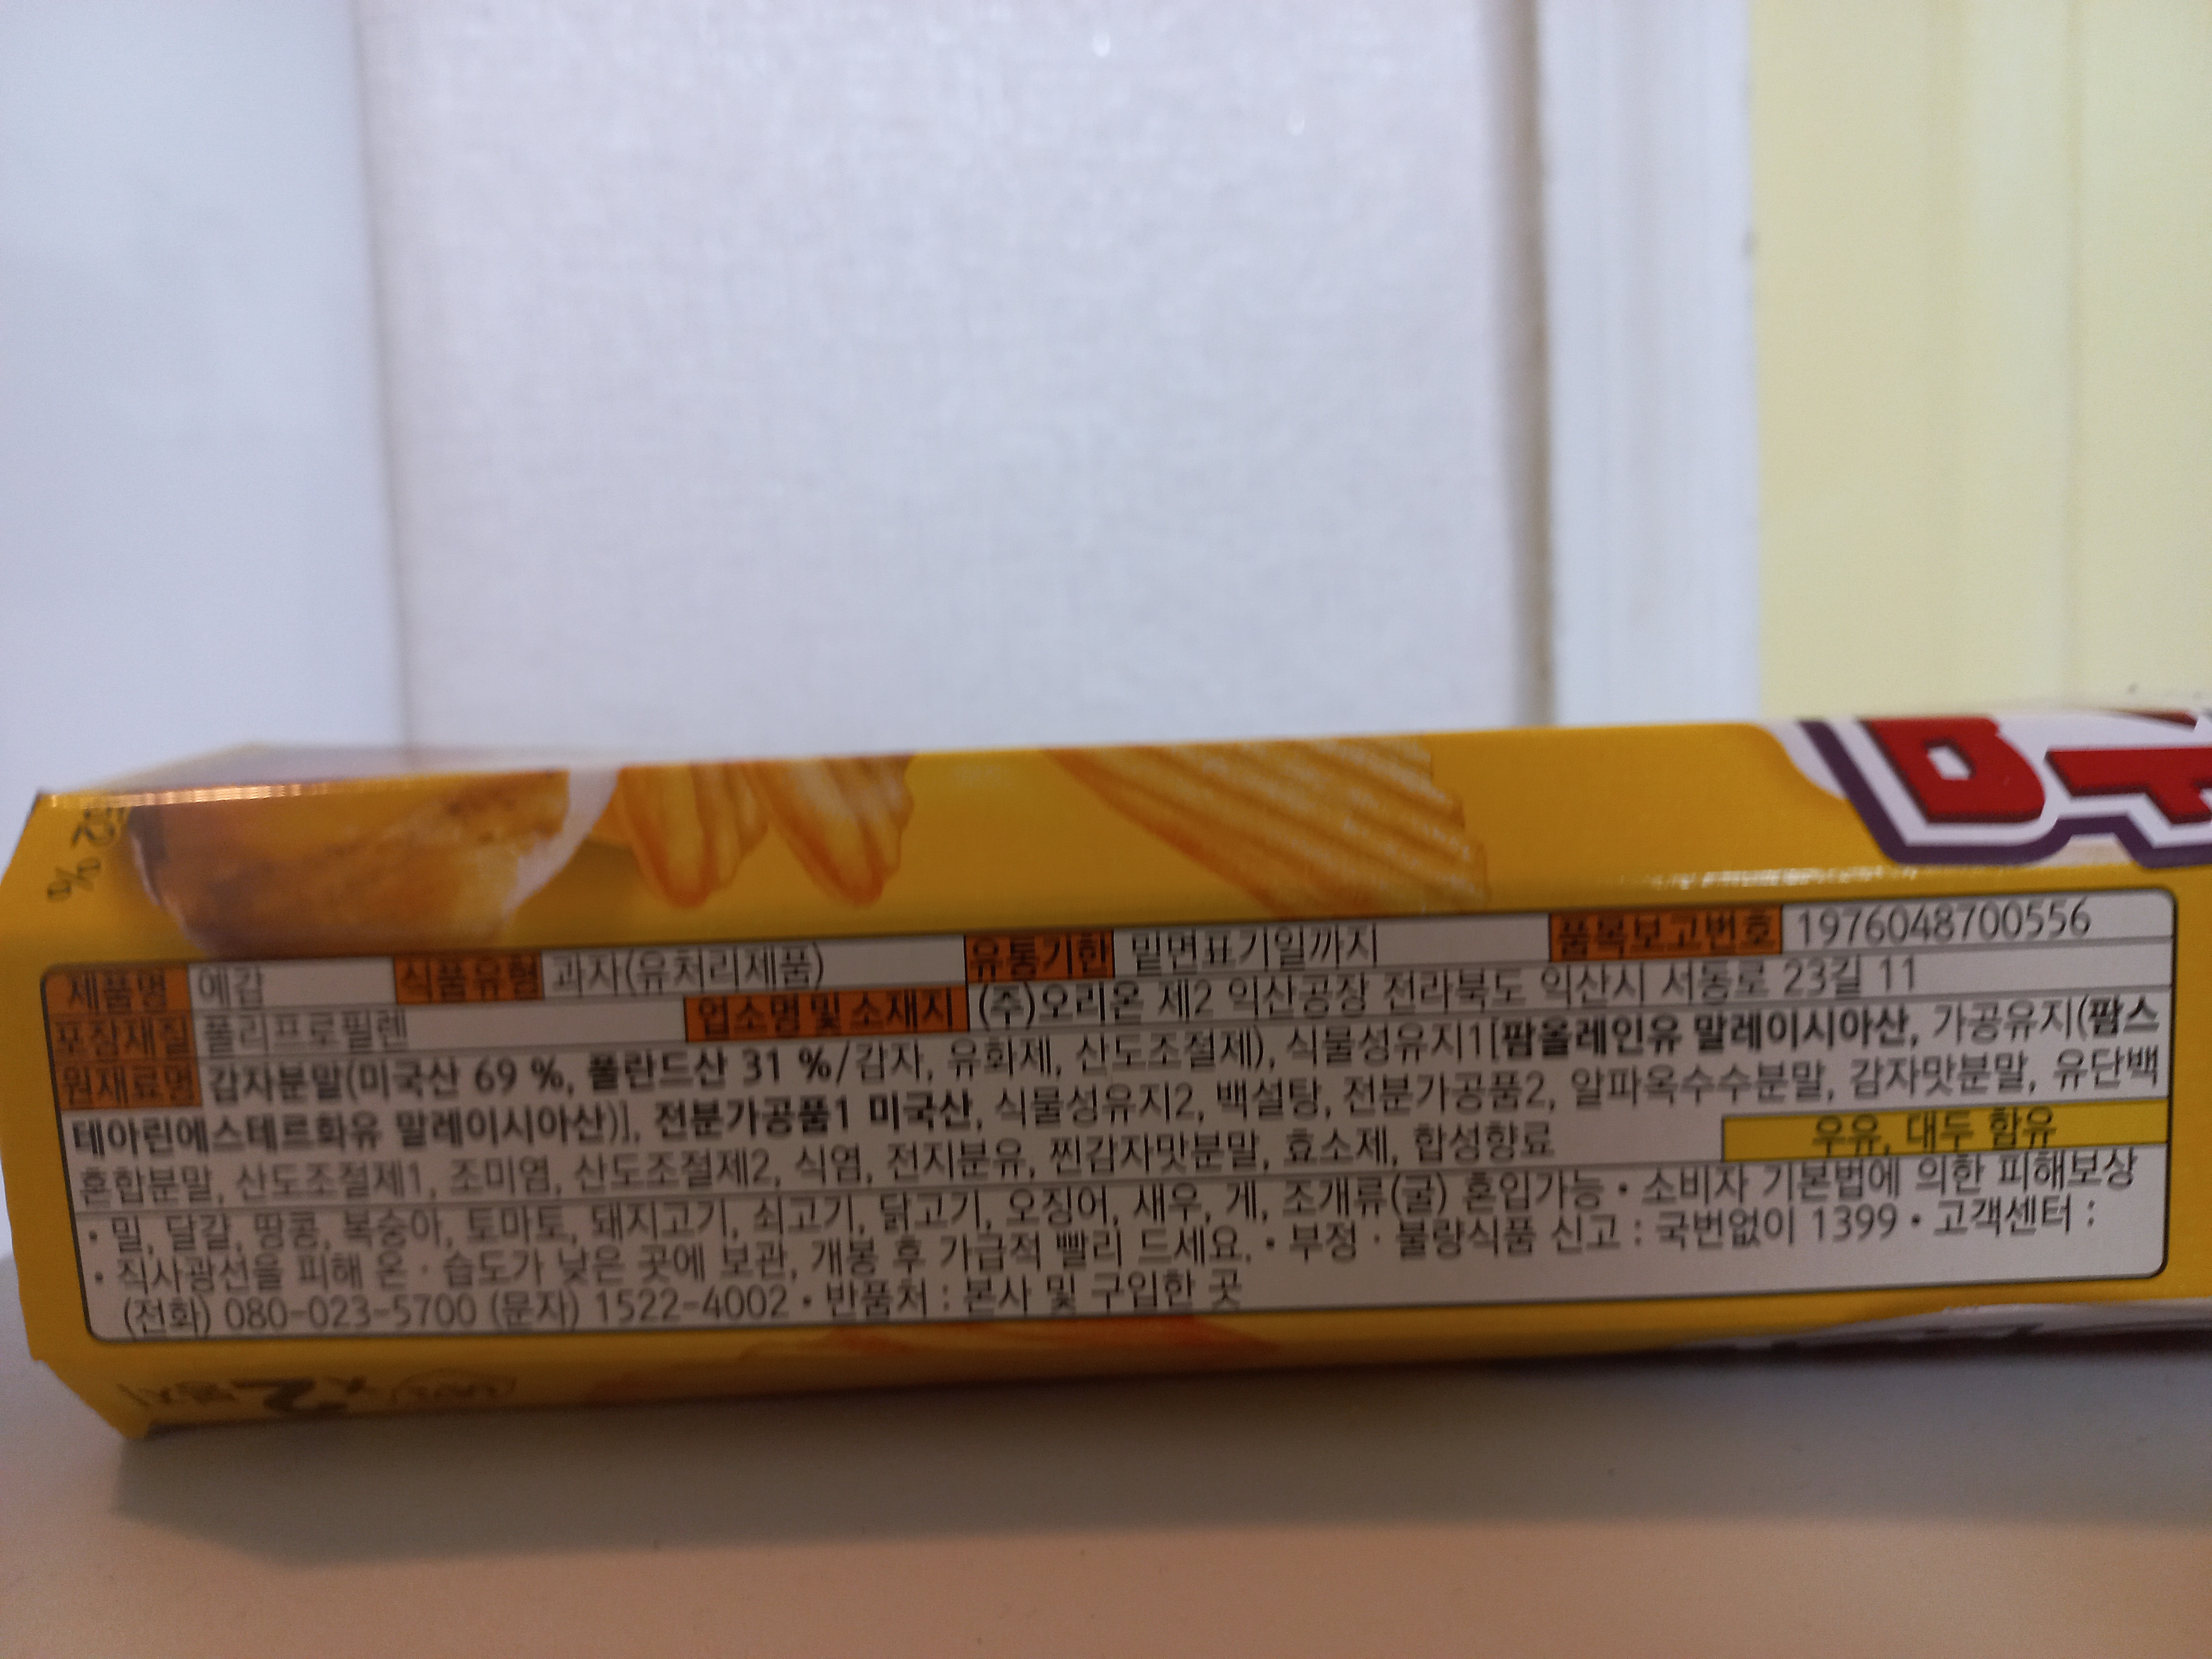 제품명 예감 식품유형 과자(유처리제품) 유통기한 밑면표기일까지 품목보고번호 1976048700556
포장재질 폴리프로필렌 업소명 및 소재지 (주)오리온 제2 익산공장 전라북도 익산시 서동로 23길 11
원재료명 감자분말(미국산 69 %, 폴란드산 31 %/감자, 유화제, 산도조절제), 식물성유지1[팜올레인유 말레이시아산, 가공유지(팜스
테아린에스테르화유 말레이시아산)], 전분가공품1 미국산, 식물성유지2, 백설탕, 전분가공품2, 알파옥수수분말, 감자맛분말, 유단백
혼합분말, 산도조절제1, 조미염, 산도조절제2, 식염, 전지분유, 찐감자맛분말, 효소제, 합성향료 우유, 대두 함유
• 밀, 달걀, 땅콩, 복숭아, 토마토, 돼지고기, 쇠고기, 닭고기, 오징어, 새우, 게, 조개류(굴) 혼입가능 • 소비자 기본법에 의한 피해보상
• 직사광선을 피해 온 · 습도가 낮은 곳에 보관, 개봉 후 가급적 빨리 드세요. • 부정 · 불량식품 신고 : 국번없이 1399 • 고객센터 :
(전화) 080-023-5700 (문자) 1522-4002 • 반품처 : 본사 및 구입한 곳